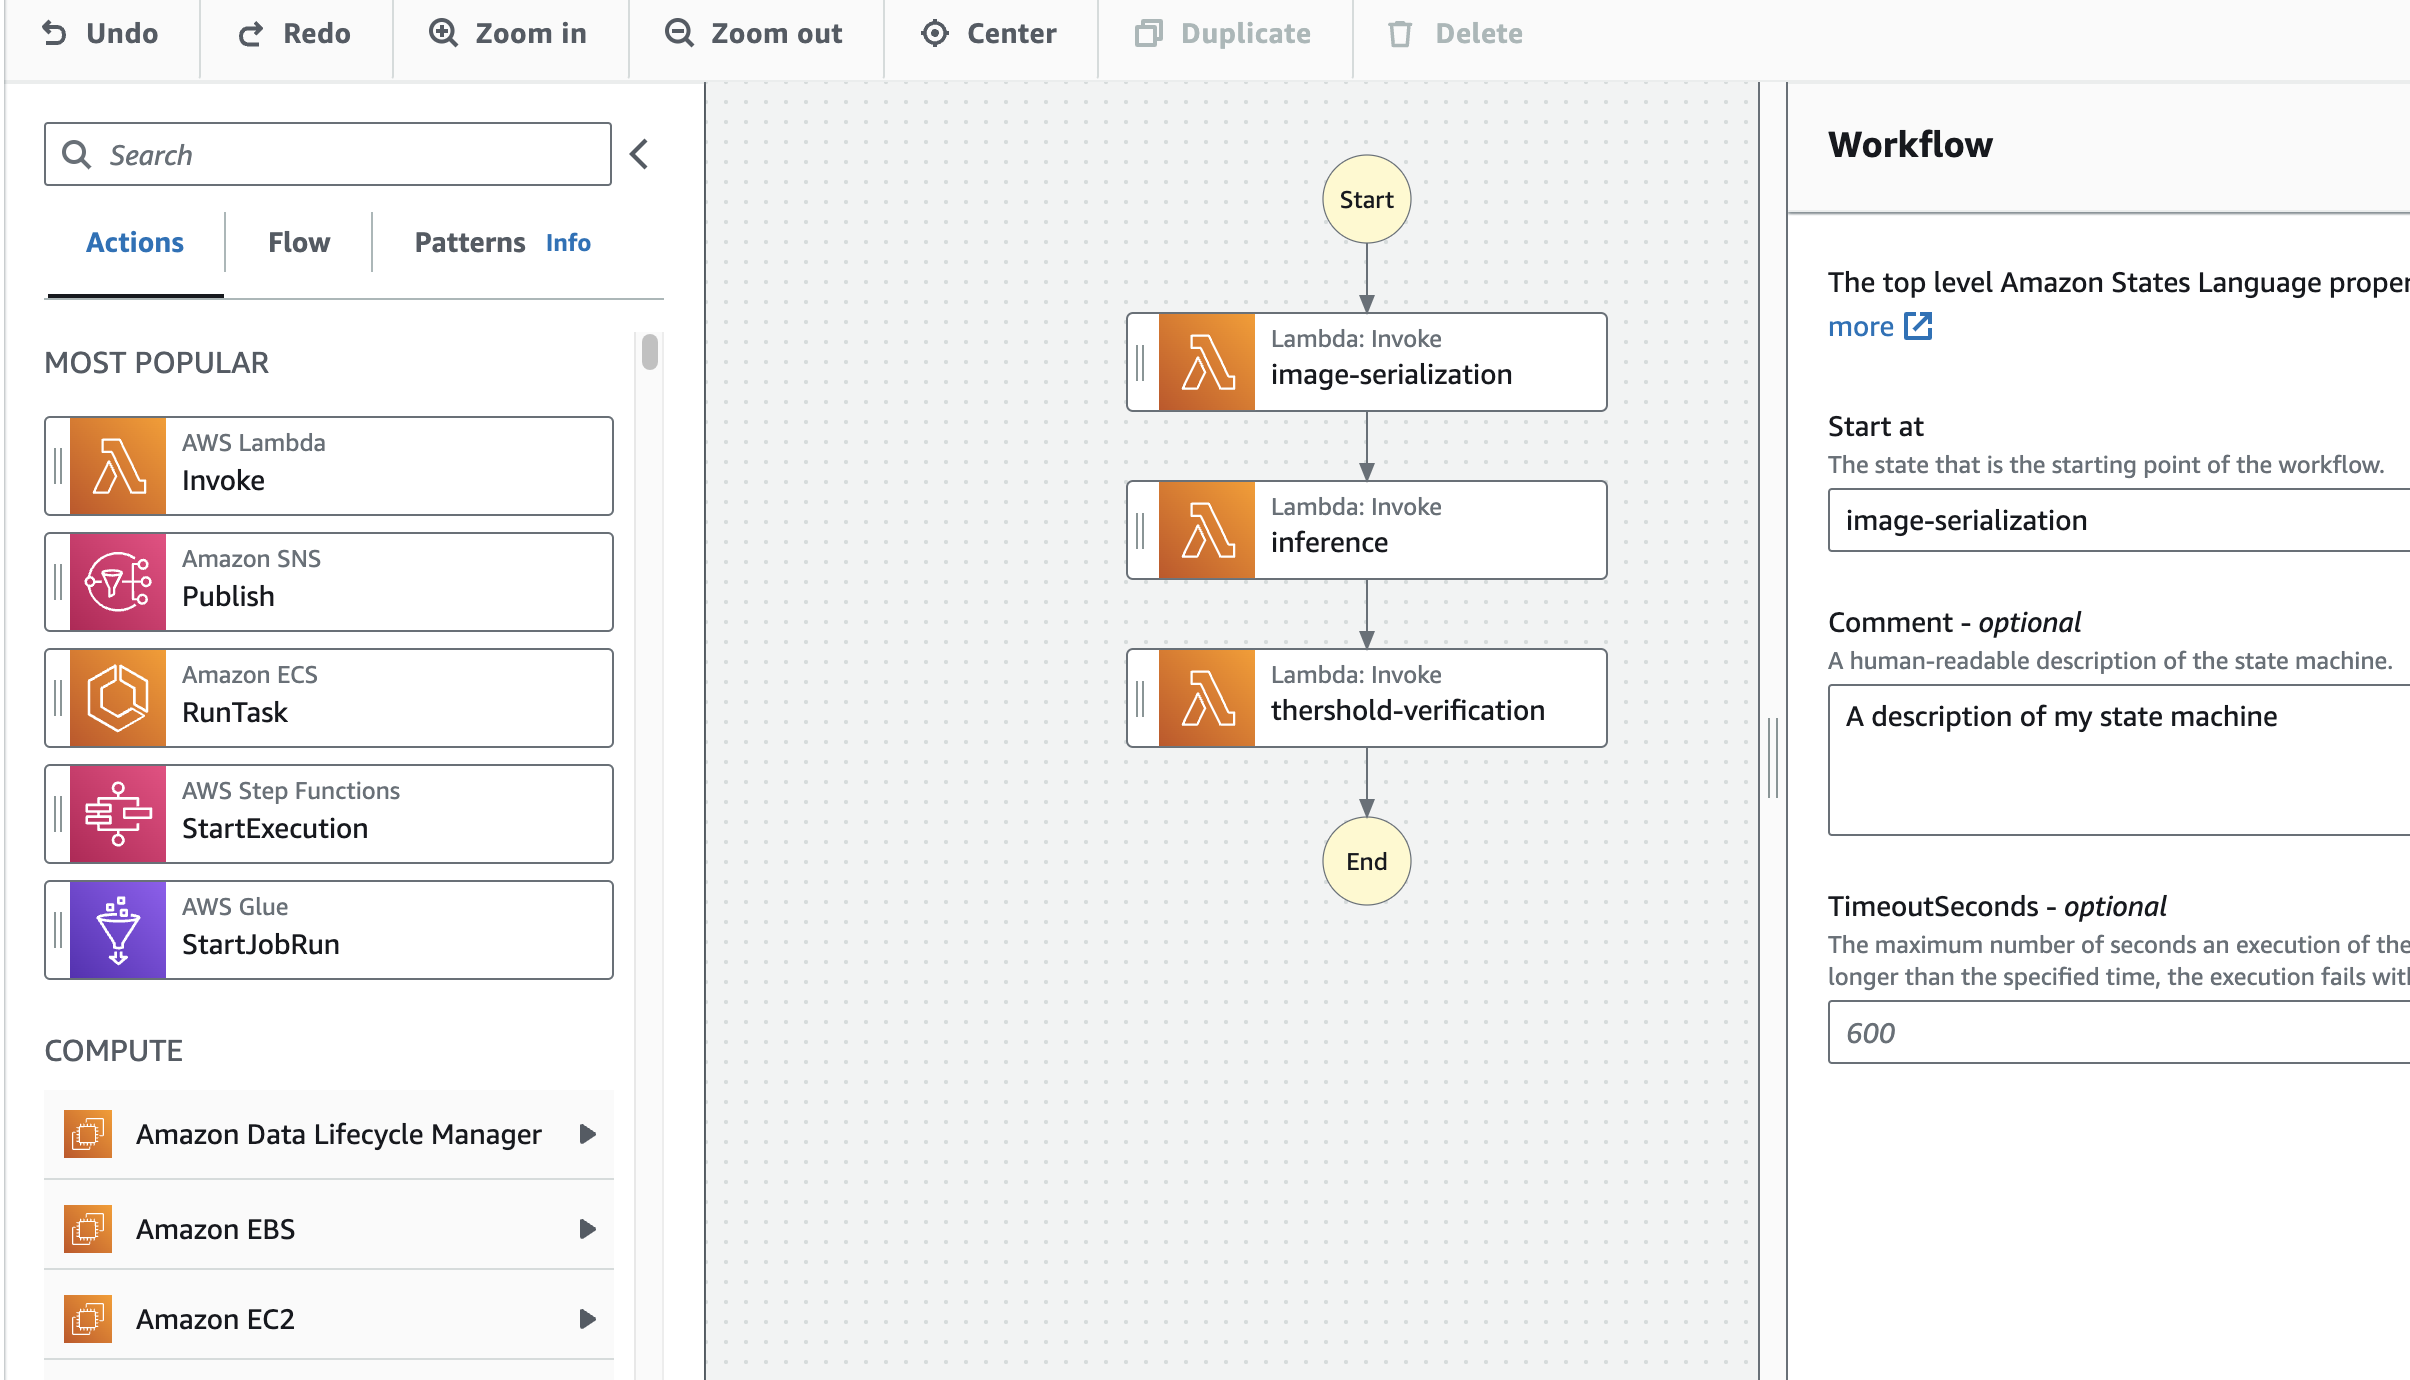 Undo
Redo
Zoom in
Zoom out
Center
Duplicate
Delete
Search
Actions
Flow
Patterns Info
MOST POPULAR
AWS Lambda
Invoke
Amazon SNS
Publish
Amazon ECS
RunTask
AWS Step Functions
StartExecution
AWS Glue
StartJobRun
COMPUTE
Amazon Data Lifecycle Manager
Amazon EBS
Amazon EC2
Start
Lambda: Invoke
image-serialization
Lambda: Invoke
inference
Lambda: Invoke
thershold-verification
End
Workflow
The top level Amazon States Language
more
Start at
The state that is the starting point of the workflow.
image-serialization
Comment - optional
A human-readable description of the state machine.
A description of my state machine
TimeoutSeconds - optional
The maximum number of seconds an execution of the
longer than the specified time, the execution fails
600